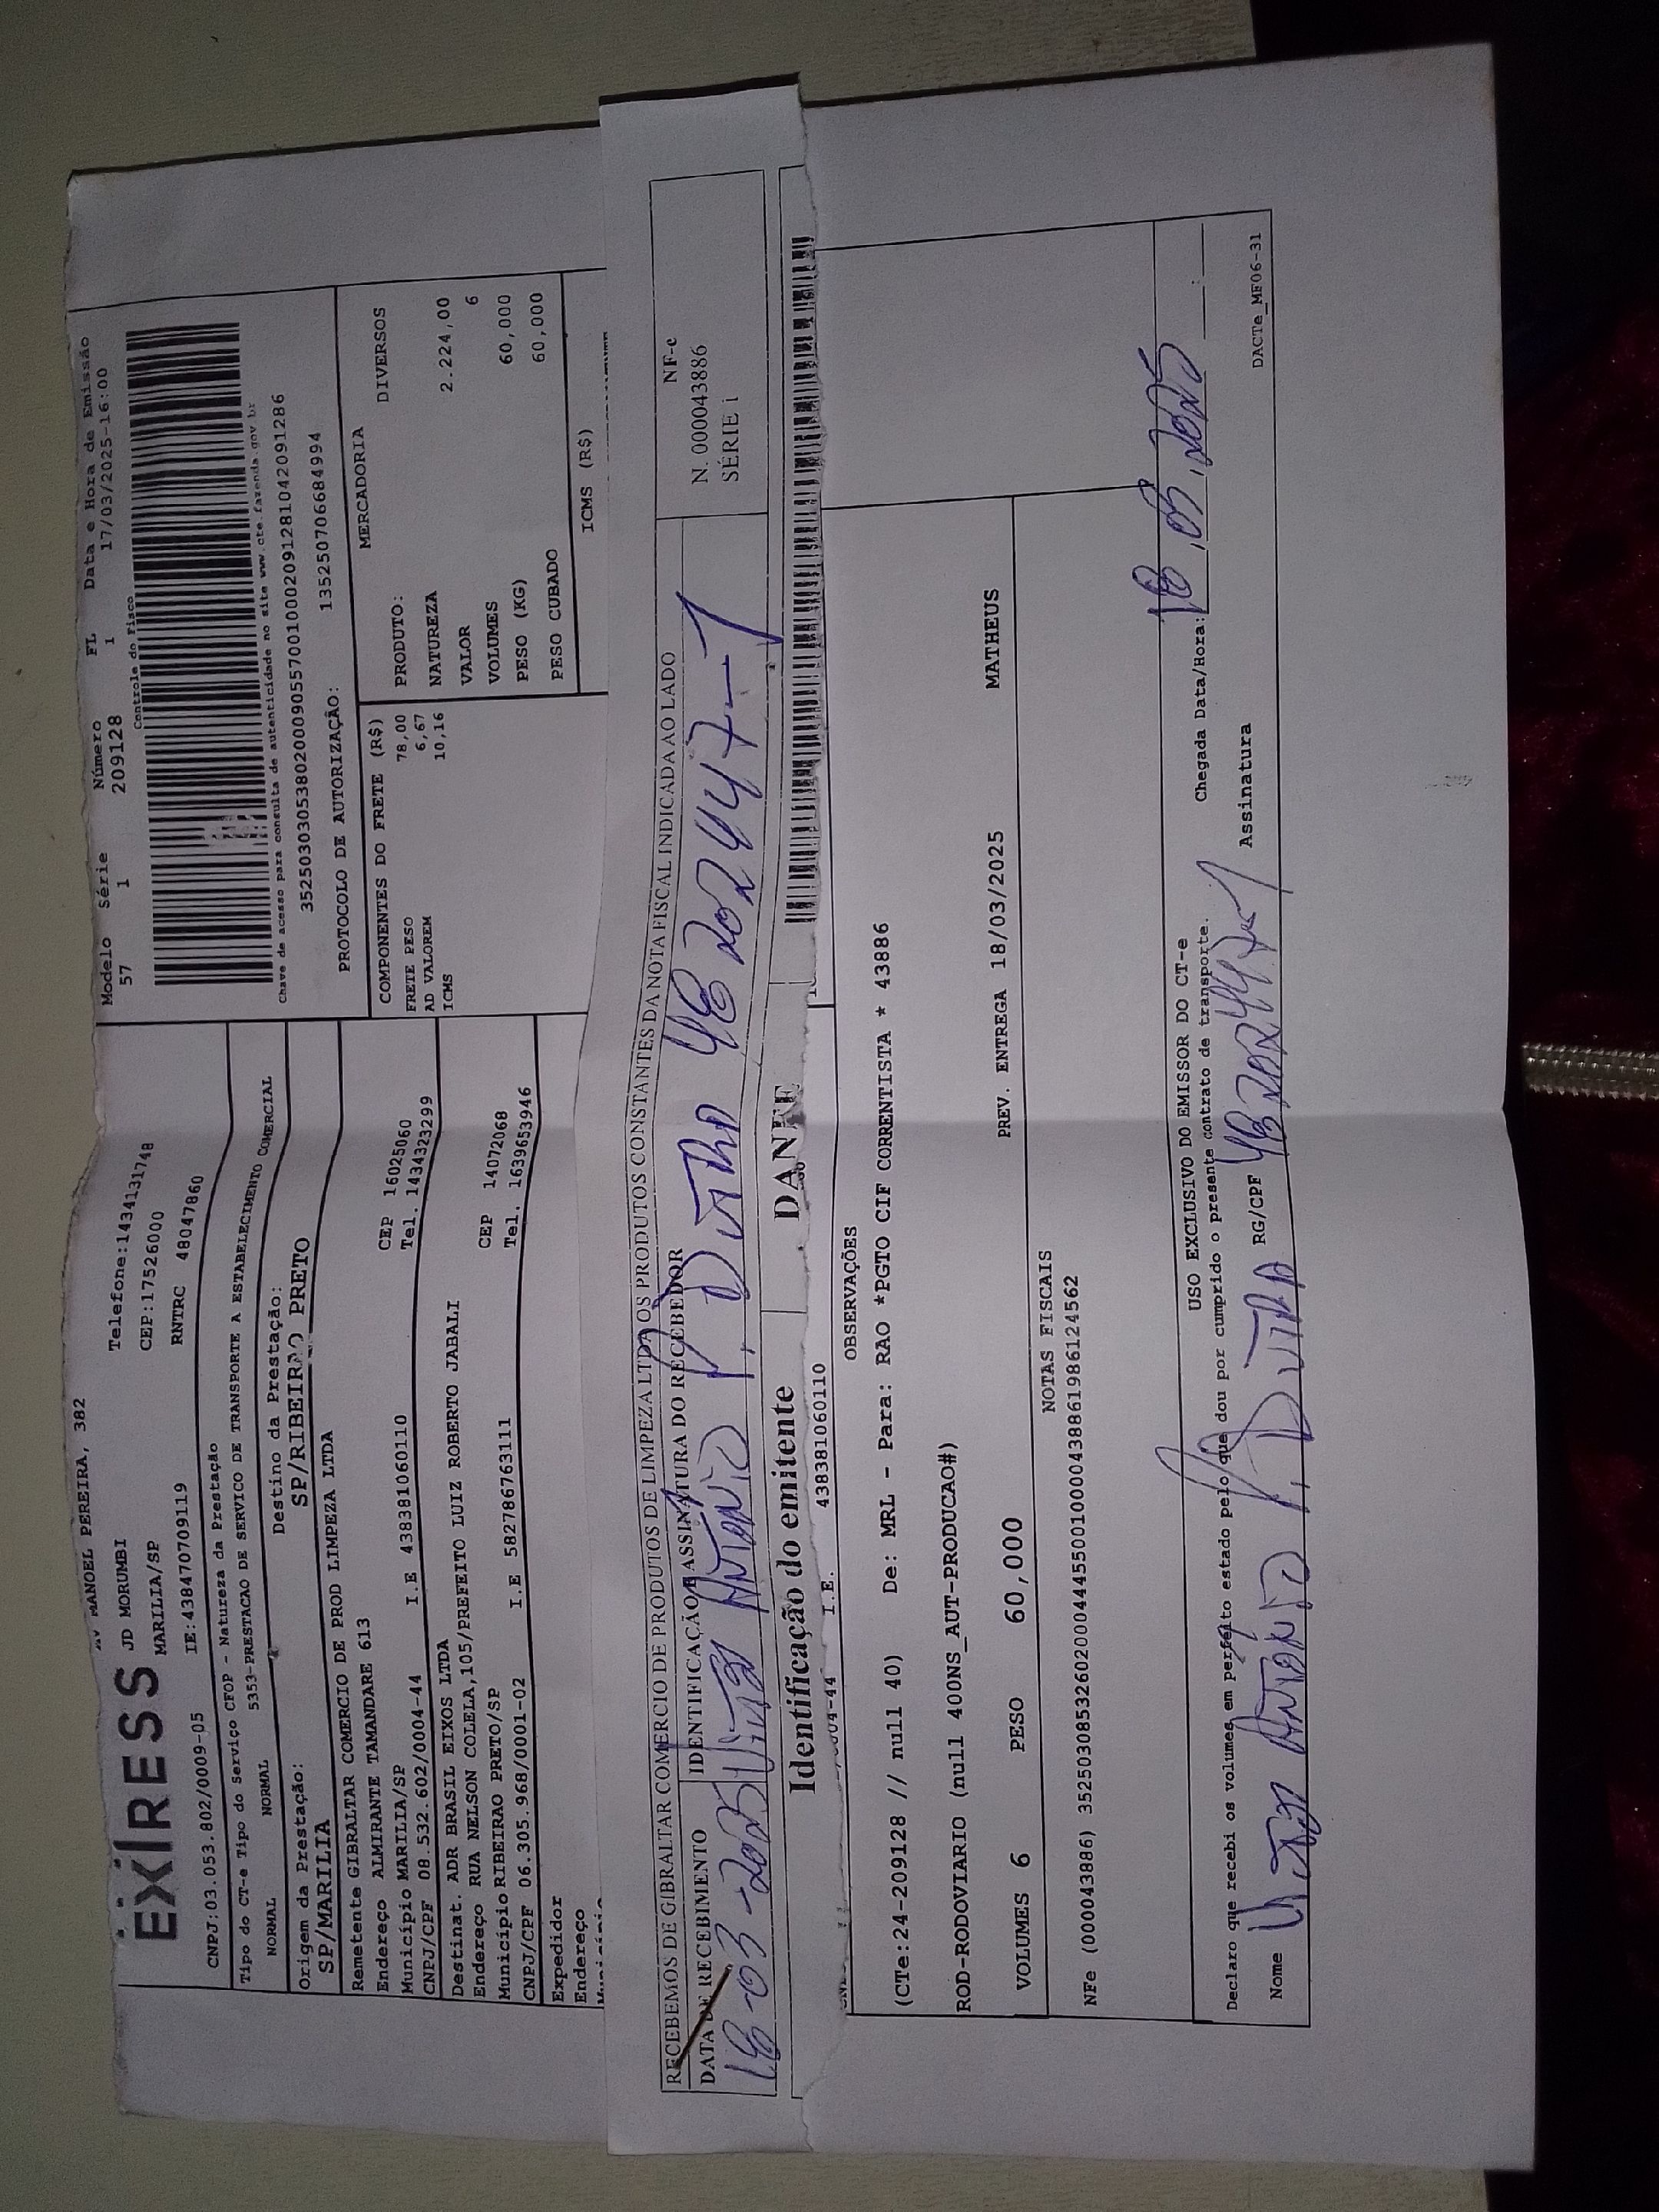 AV MANOEL PEREIRA, 382
EXPRESS JD MORUMBI Telefone:1434131748
MARILIA/SP CEP:17526000
CNPJ:03.053.802/0009-05 IE:438470709119 RNTRC 48047860
Tipo do CT-e Tipo do Serviço CFOP - Natureza da Prestação
NORMAL NORMAL 5353-PRESTACAO DE SERVICO DE TRANSPORTE A ESTABELECIMENTO COMERCIAL
Origem da Prestação: Destino da Prestação:
SP/MARILIA SP/RIBEIRAO PRETO
Remetente GIBRALTAR COMERCIO DE PROD LIMPEZA LTDA
Endereço ALMIRANTE TAMANDARE 613
Município MARILIA/SP CEP 16025060
CNPJ/CPF 08.532.602/0004-44 I.E 438381060110 Tel. 1434323299
Destinat. ADR BRASIL EIXOS LTDA
Endereço RUA NELSON COLELA,105/PREFEITO LUIZ ROBERTO JABALI
Município RIBEIRAO PRETO/SP CEP 14072068
CNPJ/CPF 06.305.968/0001-02 I.E 582786763111 Tel. 1639653946
Expedidor
Endereço
Município
Modelo Série Número FL Data e Hora de Emissão
57 1 209128 1 17/03/2025-16:00
Controle do Fisco
Chave de acesso para consulta de autenticidade no site www.cte.fazenda.gov.br
35250303053802000905570010002091281042091286
PROTOCOLO DE AUTORIZAÇÃO: 135250706684994
COMPONENTES DO FRETE (R$)
FRETE PESO 78,00
AD VALOREM 6,67
ICMS 10,16
MERCADORIA
PRODUTO: DIVERSOS
NATUREZA
VALOR 2.224,00
VOLUMES 6
PESO (KG) 60,000
PESO CUBADO 60,000
ICMS (R$)
RECEBEMOS DE GIBRALTAR COMERCIO DE PRODUTOS DE LIMPEZA LTDA OS PRODUTOS CONSTANTES DA NOTA FISCAL INDICADA AO LADO
DATA DE RECEBIMENTO IDENTIFICAÇÃO E ASSINATURA DO RECEBEDOR
18-03-2025 Antonio P. Dutra 48202447-1
NF-e
N. 000043886
SÉRIE 1
Identificação do emitente DANFE
/0004-44 I.E. 438381060110
OBSERVAÇÕES
(CTe:24-209128 // null 40) De: MRL - Para: RAO *PGTO CIF CORRENTISTA * 43886
ROD-RODOVIARIO (null 400NS_AUT-PRODUCAO#)
VOLUMES 6 PESO 60,000 PREV. ENTREGA 18/03/2025 MATHEUS
NOTAS FISCAIS
NFe (000043886) 35250308532602000444550010000438861986124562
USO EXCLUSIVO DO EMISSOR DO CT-e
Declaro que recebi os volumes em perfeito estado pelo que dou por cumprido o presente contrato de transporte. Chegada Data/Hora: 18,03,2025 __:__
Nome Antonio P. Dutra RG/CPF 48202447-1 Assinatura
DACTe_MF06-31